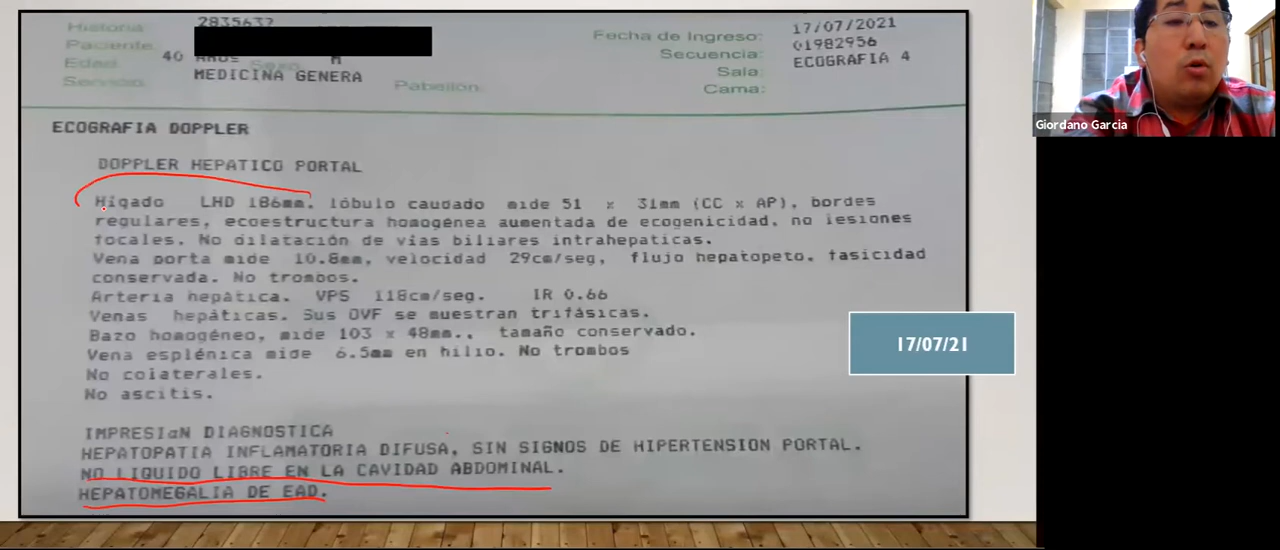 Historia 2835637
Paciente
Edad 40 AÑOS Sexo M
Servicio MEDICINA GENERA
Pabellón:
Fecha de Ingreso: 17/07/2021
Secuencia: 01982956
Sala: ECOGRAFIA 4
Cama:
ECOGRAFIA DOPPLER
DOPPLER HEPATICO PORTAL
Hígado LHD 186mm. lóbulo caudado mide 51 x 31mm (CC x AP), bordes
regulares, ecoestructura homogénea aumentada de ecogenicidad, no lesiones
focales. No dilatación de vias biliares intrahepaticas.
Vena porta mide 10.8mm, velocidad 29cm/seg, flujo hepatopeto. fasicidad
conservada. No trombos.
Arteria hepàtica. VPS 118cm/seg. IR 0.66
Venas hepáticas. Sus OVF se muestran trifásicas.
Bazo homogéneo, mide 103 x 48mm., tamaño conservado.
Vena esplénica mide 6.5mm en hilio. No trombos
No colaterales.
No ascitis.
IMPRESIαN DIAGNOSTICA
HEPATOPATIA INFLAMATORIA DIFUSA, SIN SIGNOS DE HIPERTENSION PORTAL.
NO LIQUIDO LIBRE EN LA CAVIDAD ABDOMINAL.
HEPATOMEGALIA DE EAD.
17/07/21
Giordano Garcia